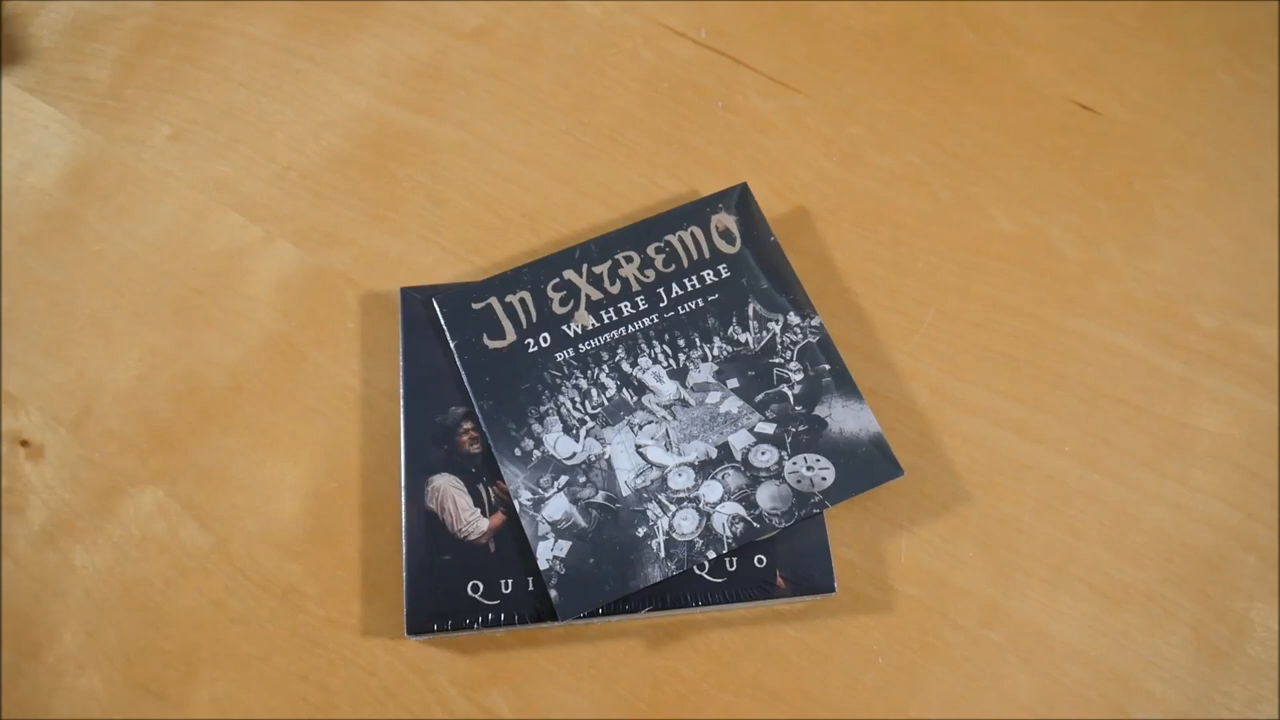 IN EXTREMO
20 WAHRE JAHRE
DIE SCHIFFFAHRT ~ LIVE ~
QUI
QUO